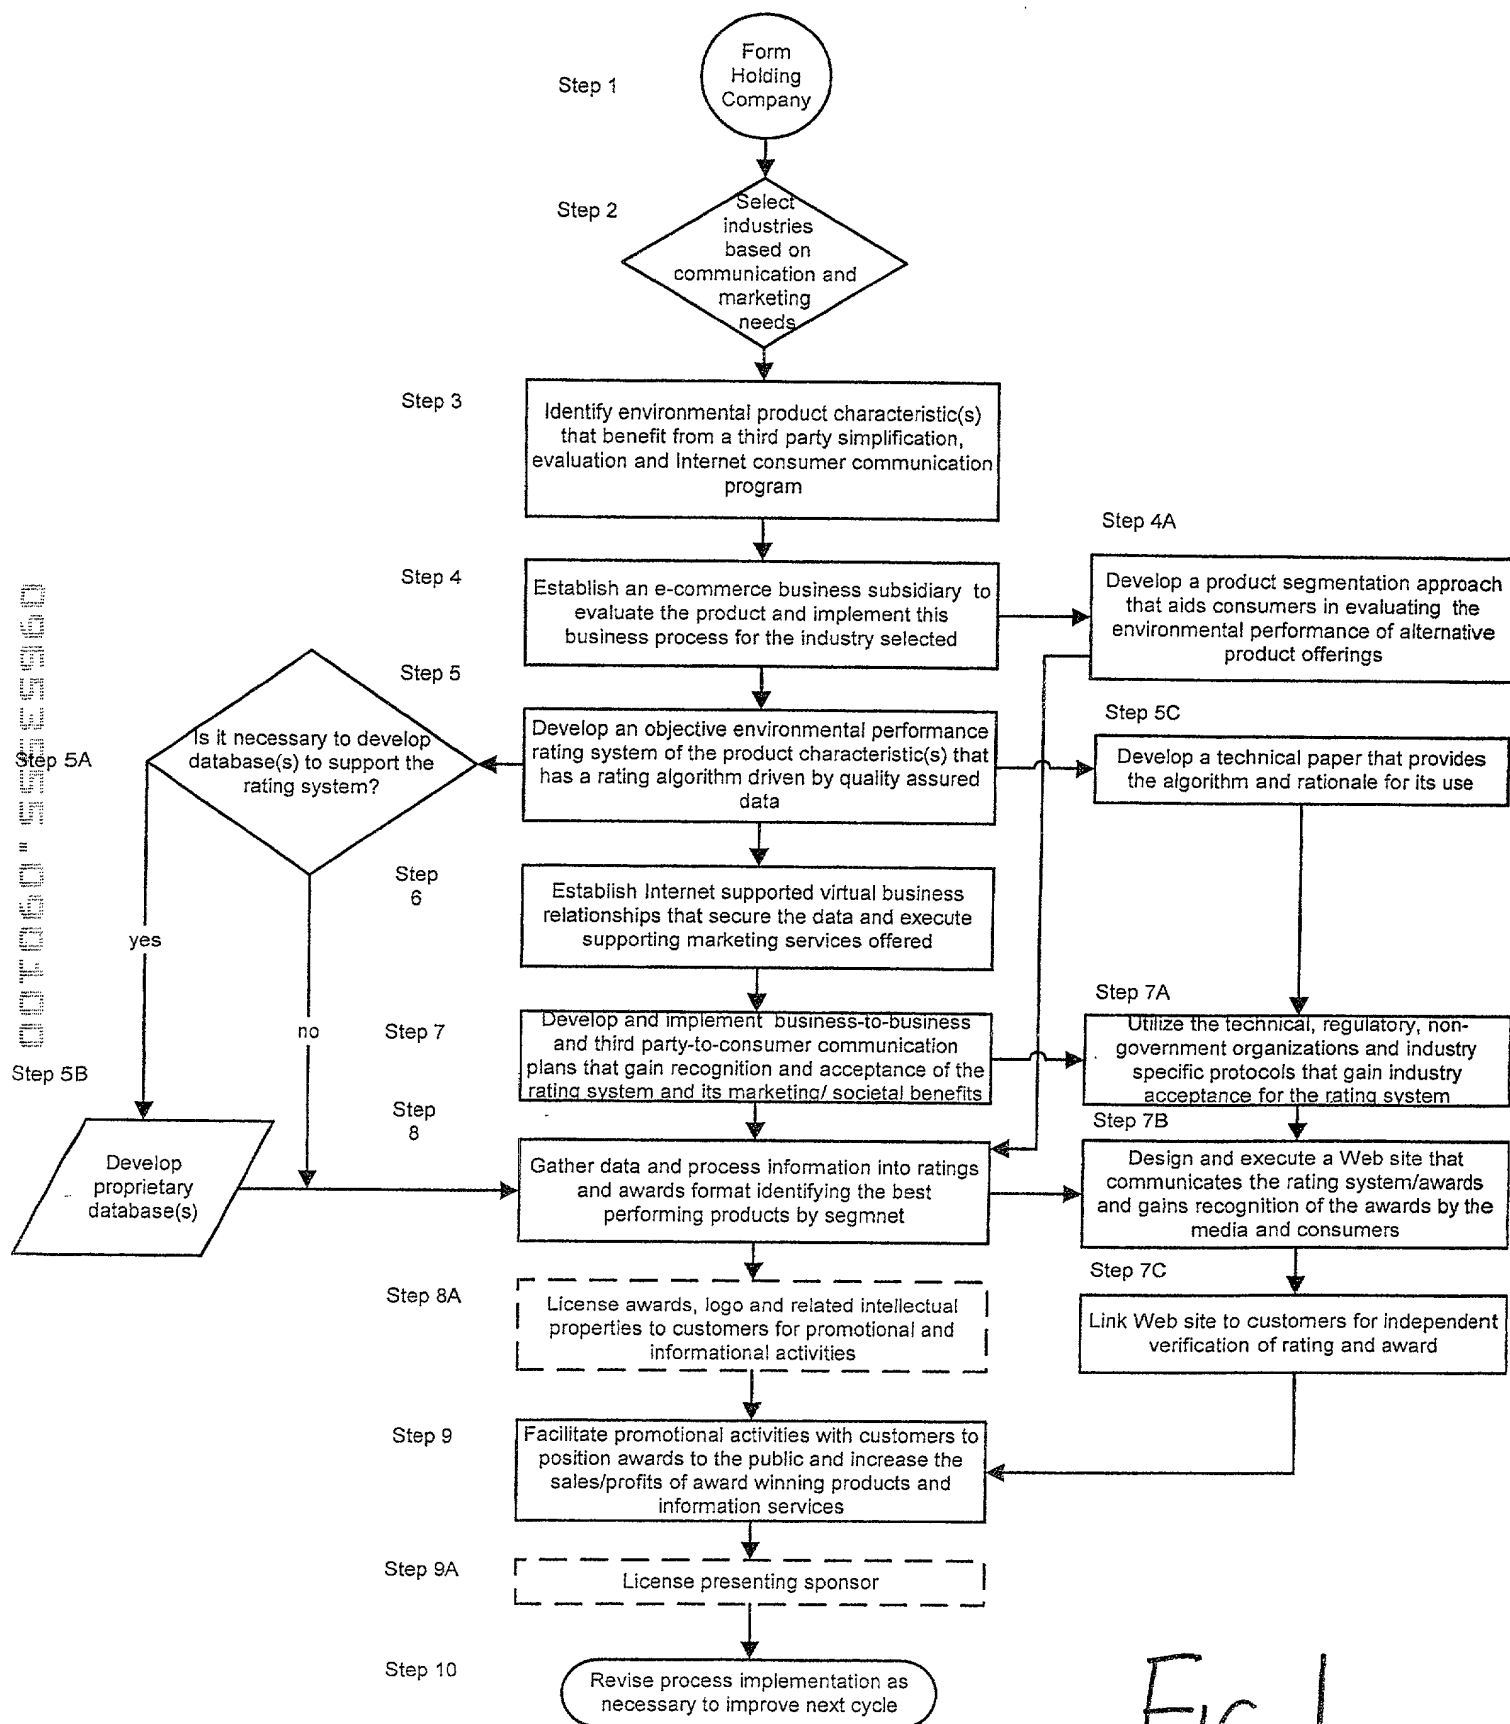 Step 1
Form
Holding
Company
Step 2
Select
industries
based on
communication and
marketing
needs
Step 3
Identify environmental product characteristic(s)
that benefit from a third party simplification,
evaluation and Internet consumer communication
program
Step 4
Establish an e-commerce business subsidiary to
evaluate the product and implement this
business process for the industry selected
Step 4A
Develop a product segmentation approach
that aids consumers in evaluating the
environmental performance of alternative
product offerings
Step 5
Develop an objective environmental performance
rating system of the product characteristic(s) that
has a rating algorithm driven by quality assured
data
Step 5A
Is it necessary to develop
database(s) to support the
rating system?
yes
no
Step 5B
Develop
proprietary
database(s)
Step 5C
Develop a technical paper that provides
the algorithm and rationale for its use
Step
6
Establish Internet supported virtual business
relationships that secure the data and execute
supporting marketing services offered
Step 7
Develop and implement business-to-business
and third party-to-consumer communication
plans that gain recognition and acceptance of the
rating system and its marketing/ societal benefits
Step 7A
Utilize the technical, regulatory, non-
government organizations and industry
specific protocols that gain industry
acceptance for the rating system
Step 7B
Design and execute a Web site that
communicates the rating system/awards
and gains recognition of the awards by the
media and consumers
Step 7C
Link Web site to customers for independent
verification of rating and award
Step
8
Gather data and process information into ratings
and awards format identifying the best
performing products by segmnet
Step 8A
License awards, logo and related intellectual
properties to customers for promotional and
informational activities
Step 9
Facilitate promotional activities with customers to
position awards to the public and increase the
sales/profits of award winning products and
information services
Step 9A
License presenting sponsor
Step 10
Revise process implementation as
necessary to improve next cycle